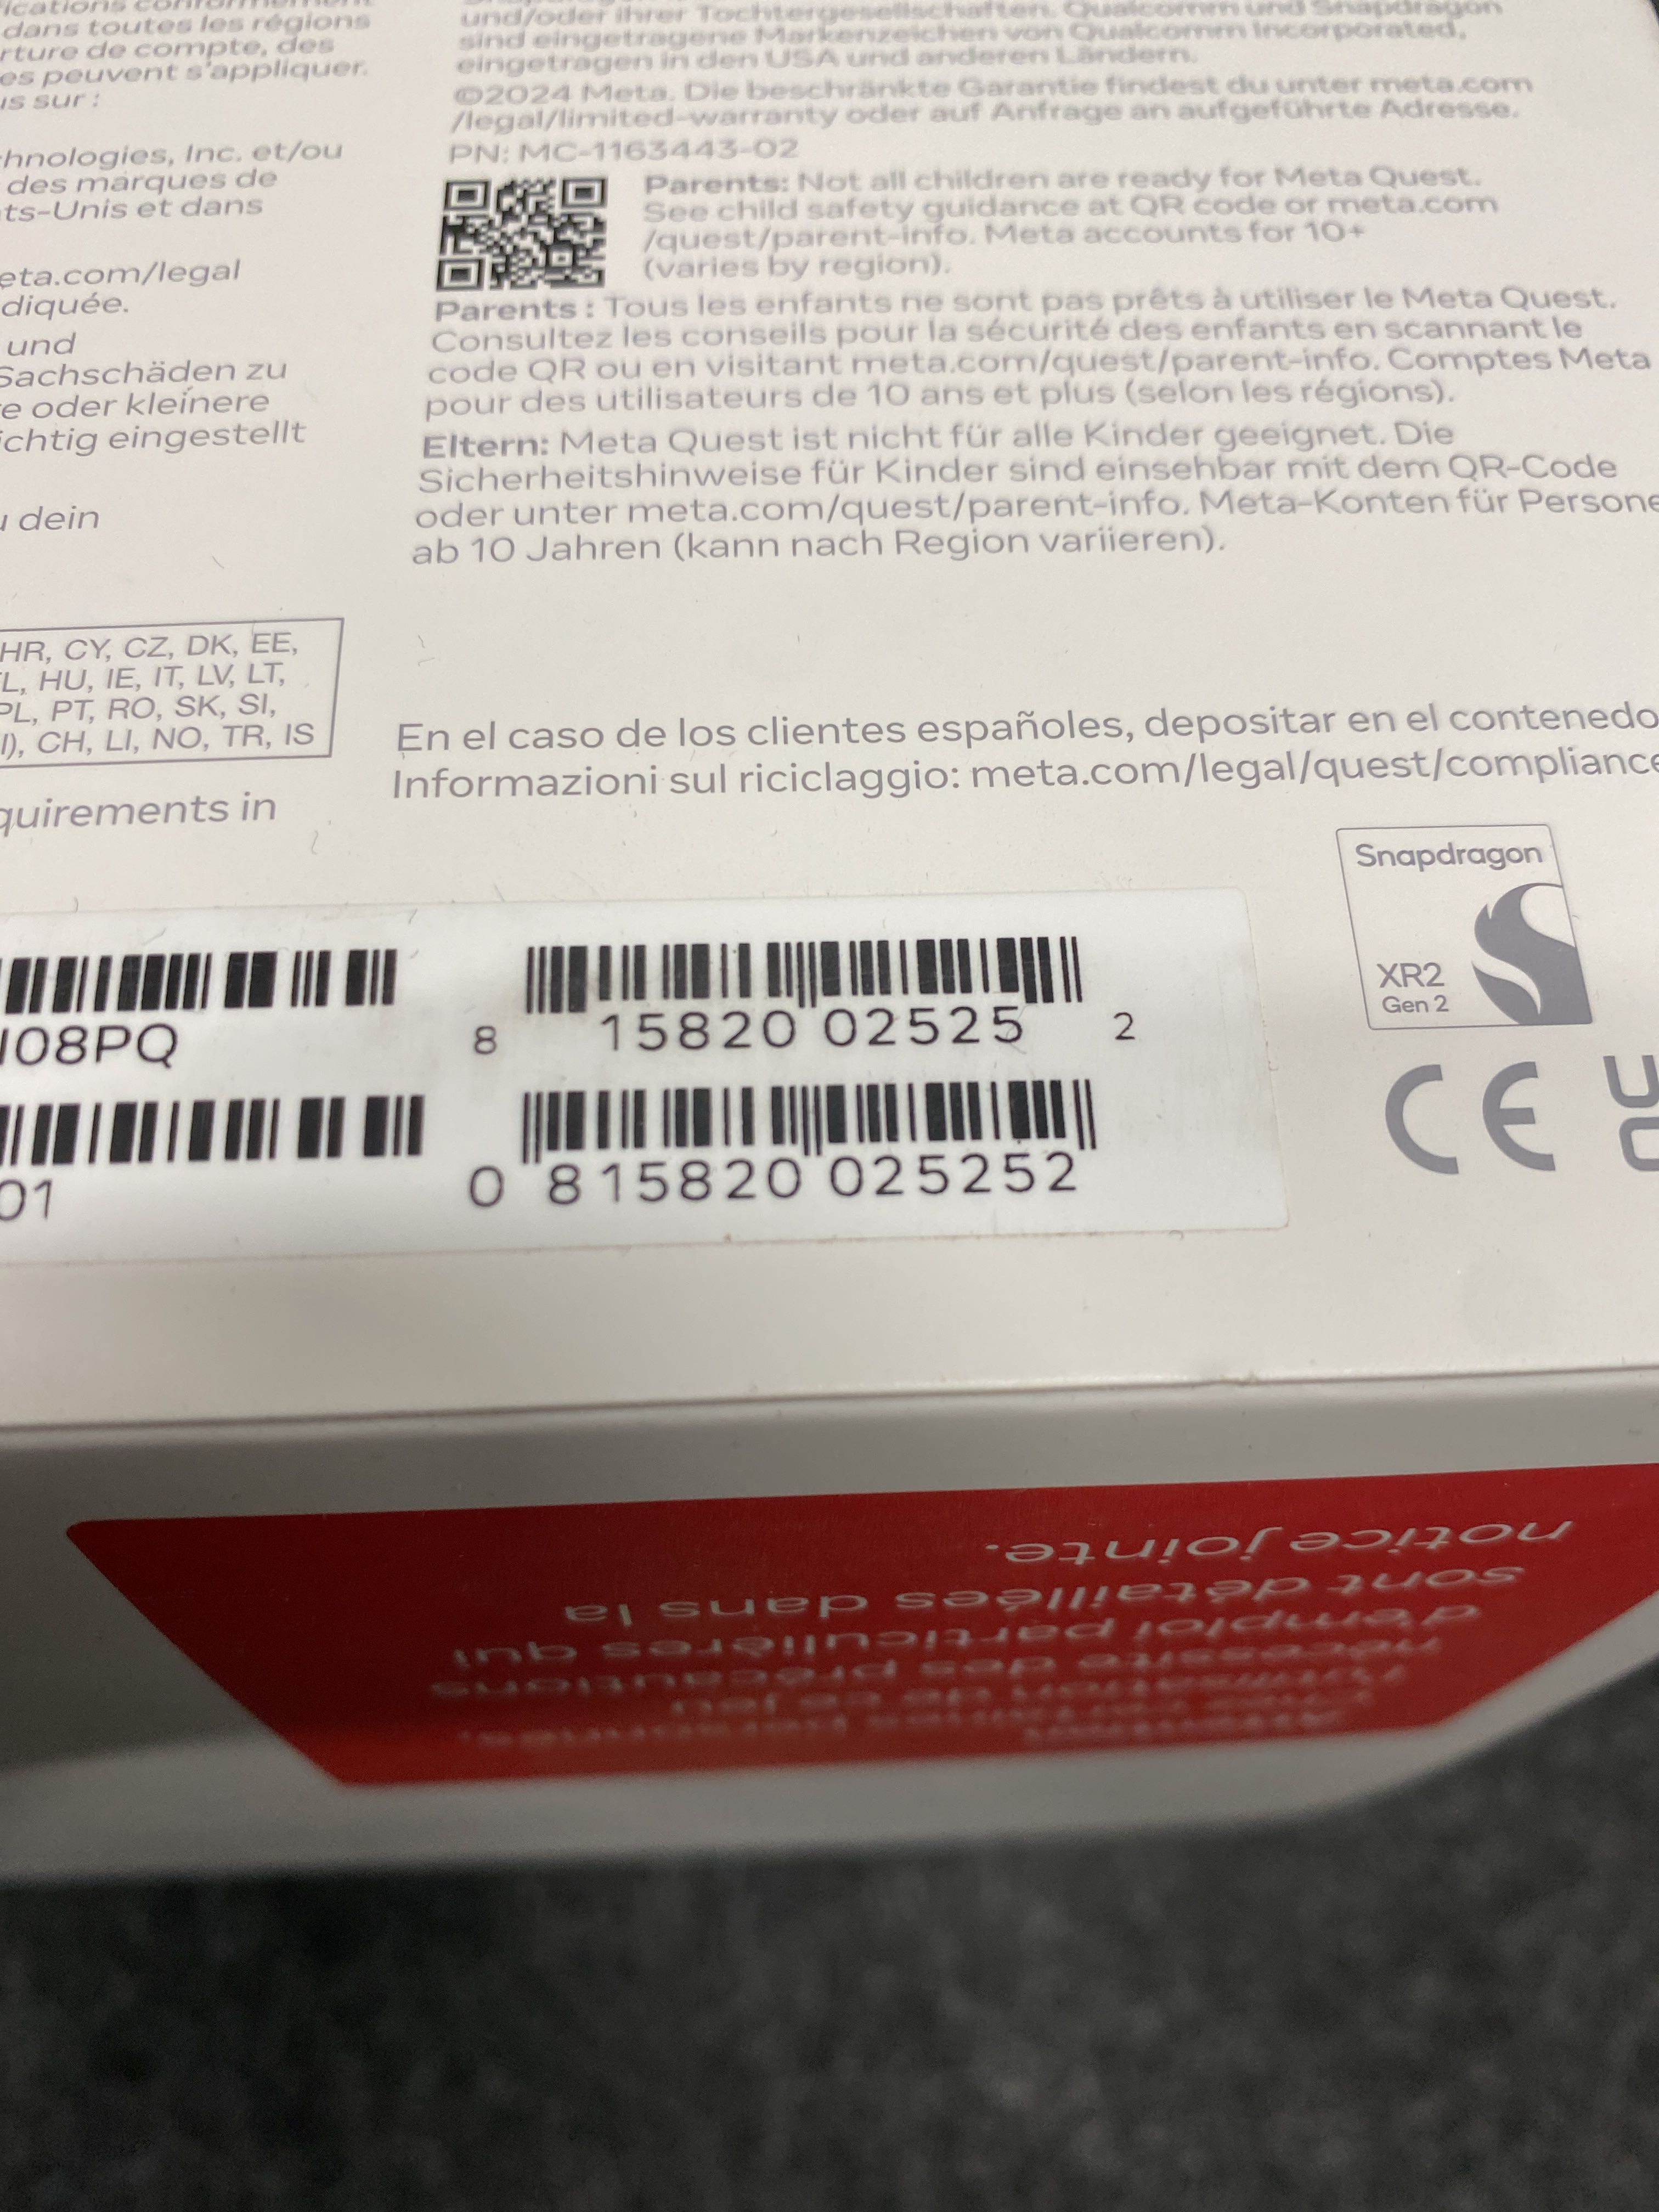 dans toutes les régions
rture de compte, des
es peuvent s'appliquer.
us sur :
hnologies, Inc. et/ou
des marques de
ts-Unis et dans
eta.com/legal
diquée.
und
Sachschäden zu
e oder kleinere
ichtig eingestellt
u dein
HR, CY, CZ, DK, EE,
L, HU, IE, IT, LV, LT,
PL, PT, RO, SK, SI,
I), CH, LI, NO, TR, IS
quirements in
und/oder ihrer Tochtergesellschaften. Qualcomm und Snapdragon
sind eingetragene Markenzeichen von Qualcomm Incorporated,
eingetragen in den USA und anderen Ländern.
©2024 Meta. Die beschränkte Garantie findest du unter meta.com
/legal/limited-warranty oder auf Anfrage an aufgeführte Adresse.
PN: MC-1163443-02
Parents: Not all children are ready for Meta Quest.
See child safety guidance at QR code or meta.com
/quest/parent-info. Meta accounts for 10+
(varies by region).
Parents : Tous les enfants ne sont pas prêts à utiliser le Meta Quest.
Consultez les conseils pour la sécurité des enfants en scannant le
code QR ou en visitant meta.com/quest/parent-info. Comptes Meta
pour des utilisateurs de 10 ans et plus (selon les régions).
Eltern: Meta Quest ist nicht für alle Kinder geeignet. Die
Sicherheitshinweise für Kinder sind einsehbar mit dem QR-Code
oder unter meta.com/quest/parent-info. Meta-Konten für Persone
ab 10 Jahren (kann nach Region variieren).
En el caso de los clientes españoles, depositar en el contenedo
Informazioni sul riciclaggio: meta.com/legal/quest/compliance
Snapdragon
XR2
Gen 2
CE
08PQ
8 15820 02525 2
01
0 815820 025252
nécessite des précautions
d'emploi particulières qui
sont détaillées dans la
notice jointe.